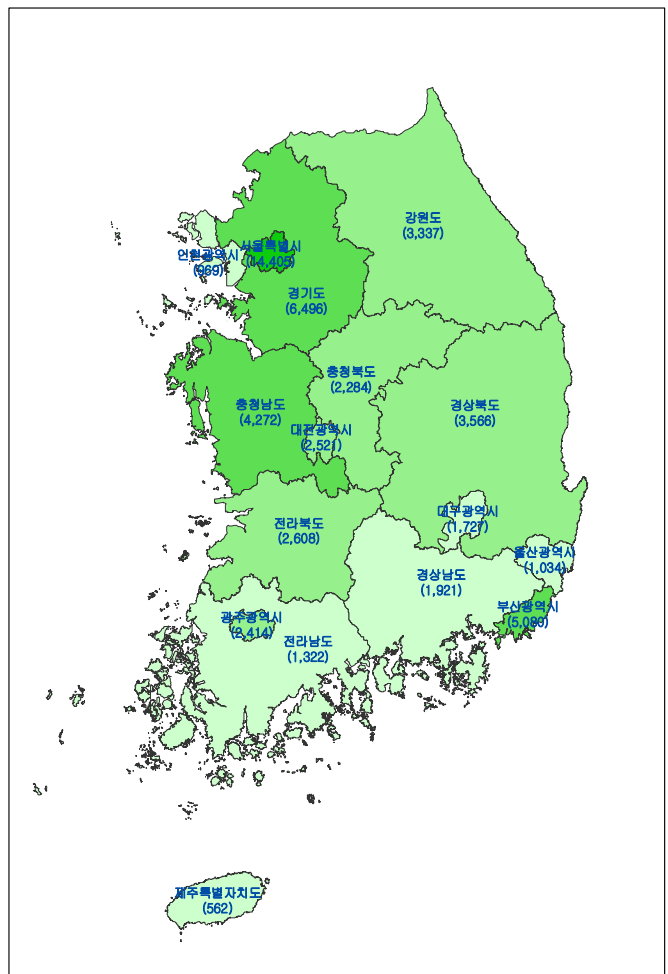 강원도
(3,337)
서울특별시
(14,405)
인천광역시
(969)
경기도
(6,496)
충청북도
(2,284)
충청남도
(4,272)
경상북도
(3,566)
대전광역시
(2,521)
대구광역시
(1,727)
전라북도
(2,608)
울산광역시
(1,034)
경상남도
(1,921)
부산광역시
(5,080)
광주광역시
(2,414)
전라남도
(1,322)
제주특별자치도
(562)